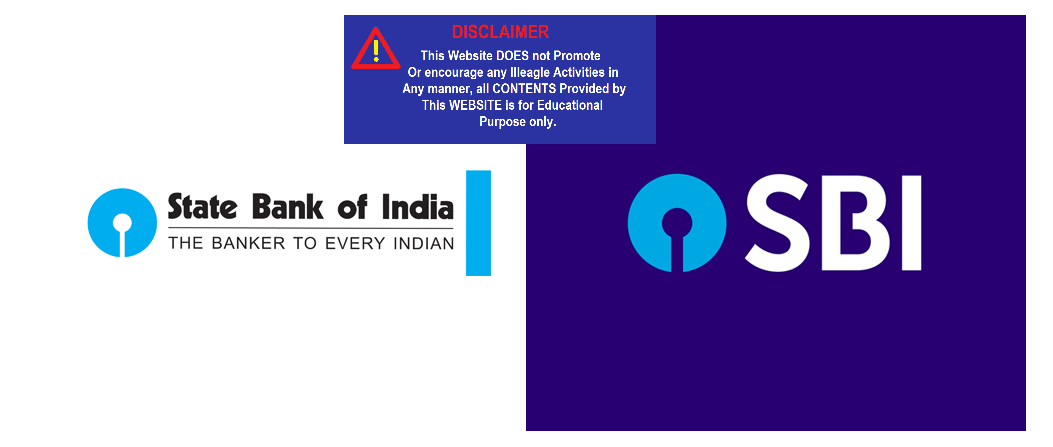 DISCLAIMER
This Website DOES not Promote
Or encourage any Illeagle Activities in
Any manner, all CONTENTS Provided by
This WEBSITE is for Educational
Purpose only.
State Bank of India
THE BANKER TO EVERY INDIAN
SBI